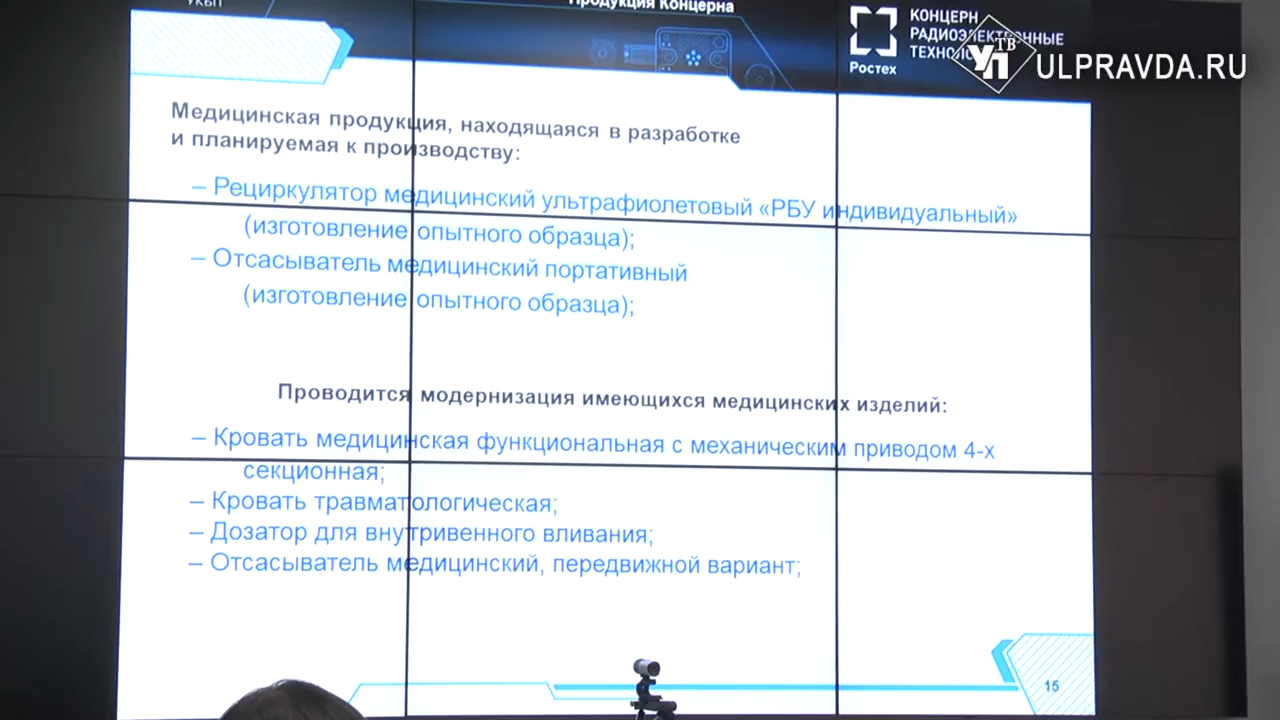 УКБП
Продукция Концерна
КОНЦЕРН
РАДИОЭЛЕКТРОННЫЕ
Ростех
УП ТВ
ULPRAVDA.RU
Медицинская продукция, находящаяся в разработке
и планируемая к производству:
– Рециркулятор медицинский ультрафиолетовый «РБУ индивидуальный»
(изготовление опытного образца);
– Отсасыватель медицинский портативный
(изготовление опытного образца);
Проводится модернизация имеющихся медицинских изделий:
– Кровать медицинская функциональная с механическим приводом 4-х
секционная;
– Кровать травматологическая;
– Дозатор для внутривенного вливания;
– Отсасыватель медицинский, передвижной вариант;
15